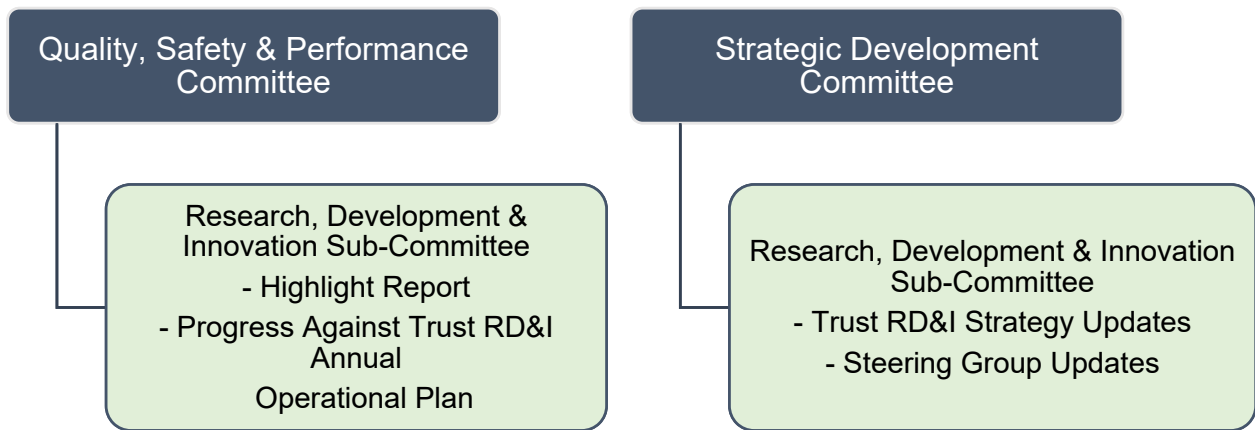 Quality, Safety & Performance
Committee
Research, Development &
Innovation Sub-Committee
- Highlight Report
- Progress Against Trust RD&I
Annual
Operational Plan
Strategic Development
Committee
Research, Development & Innovation
Sub-Committee
- Trust RD&I Strategy Updates
- Steering Group Updates